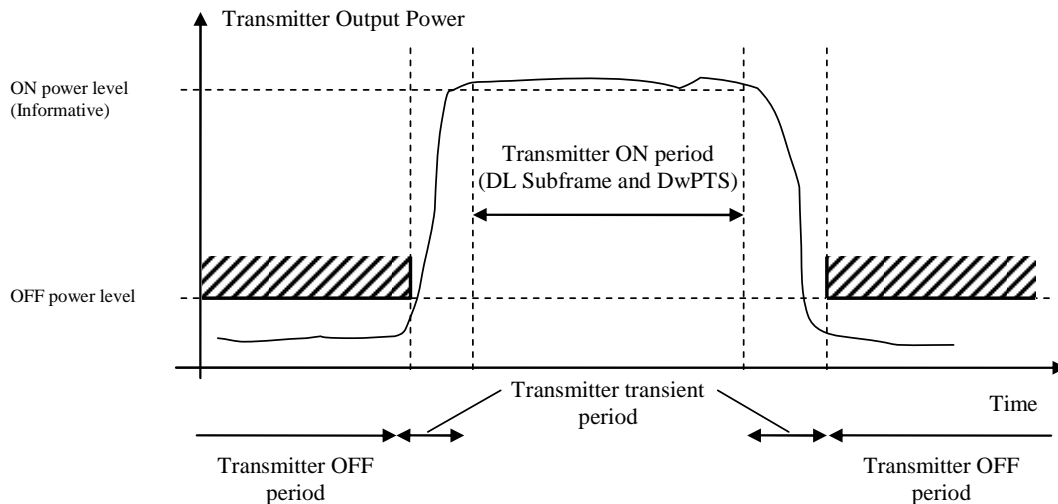 Transmitter Output Power
ON power level
(Informative)
Transmitter ON period
(DL Subframe and DwPTS)
OFF power level
Transmitter transient
period
Time
Transmitter OFF
period
Transmitter OFF
period